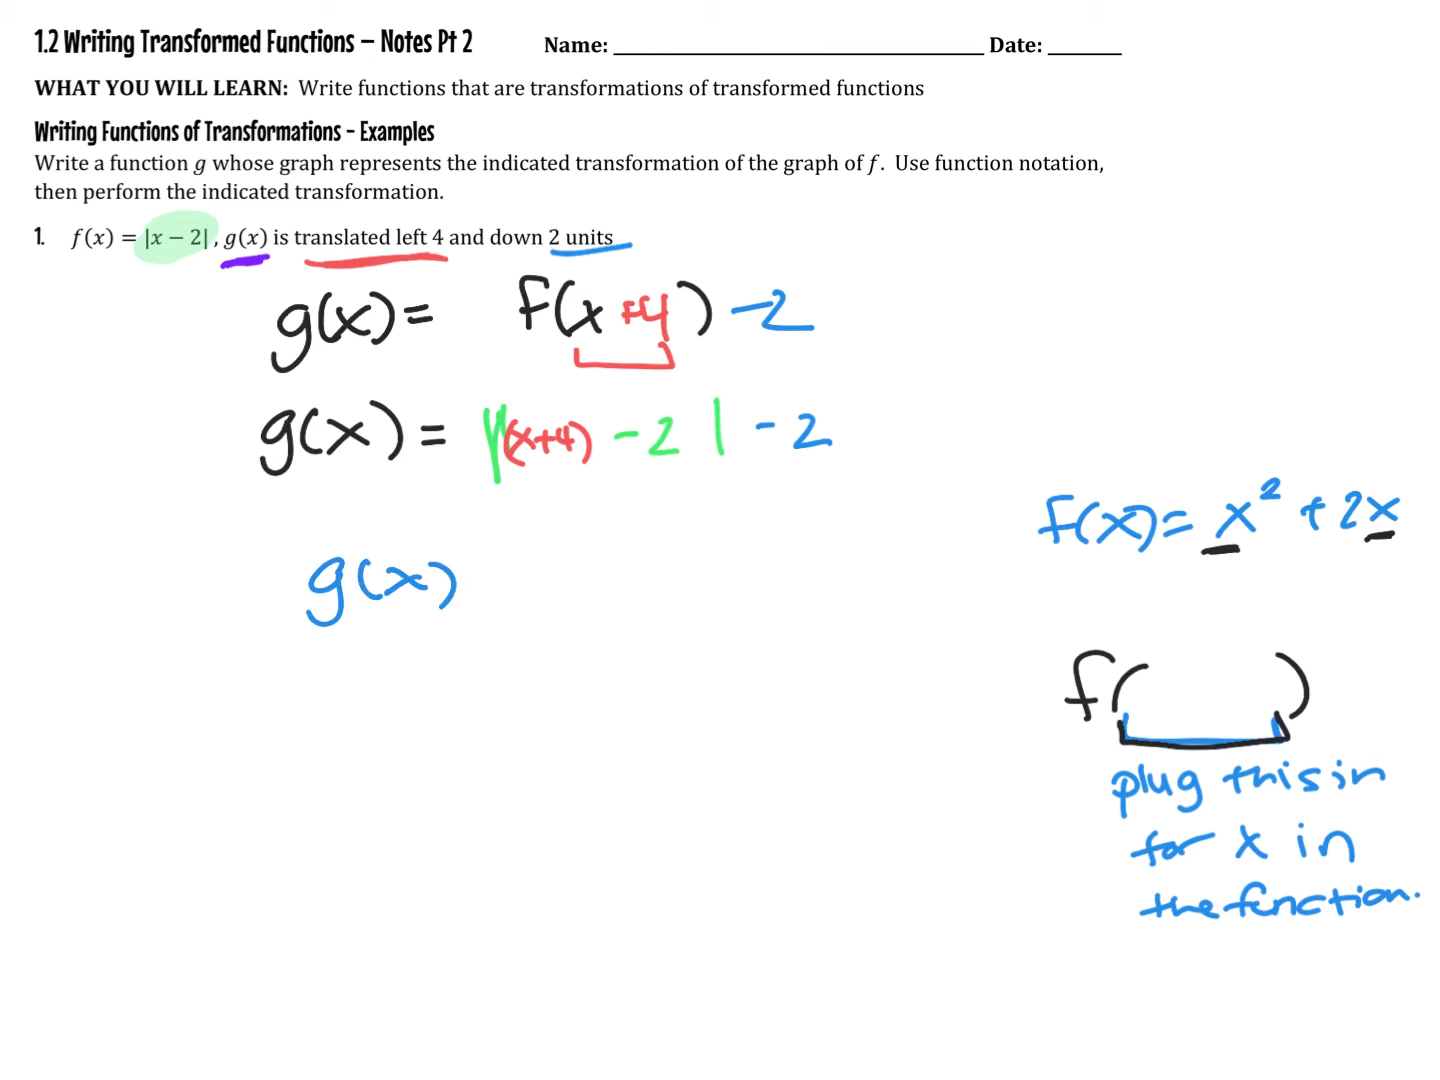 1.2 Writing Transformed Functions – Notes Pt 2 Name: ____ Date: ____
WHAT YOU WILL LEARN: Write functions that are transformations of transformed functions
Writing Functions of Transformations - Examples
Write a function g whose graph represents the indicated transformation of the graph of f. Use function notation,
then perform the indicated transformation.
1. f(x) = |x − 2|, g(x) is translated left 4 and down 2 units
g(x) = f(x+4) -2
g(x) = |(x+4) - 2| - 2
f(x) = x² + 2x
g(x)
f( )
plug this in
for x in
the function.